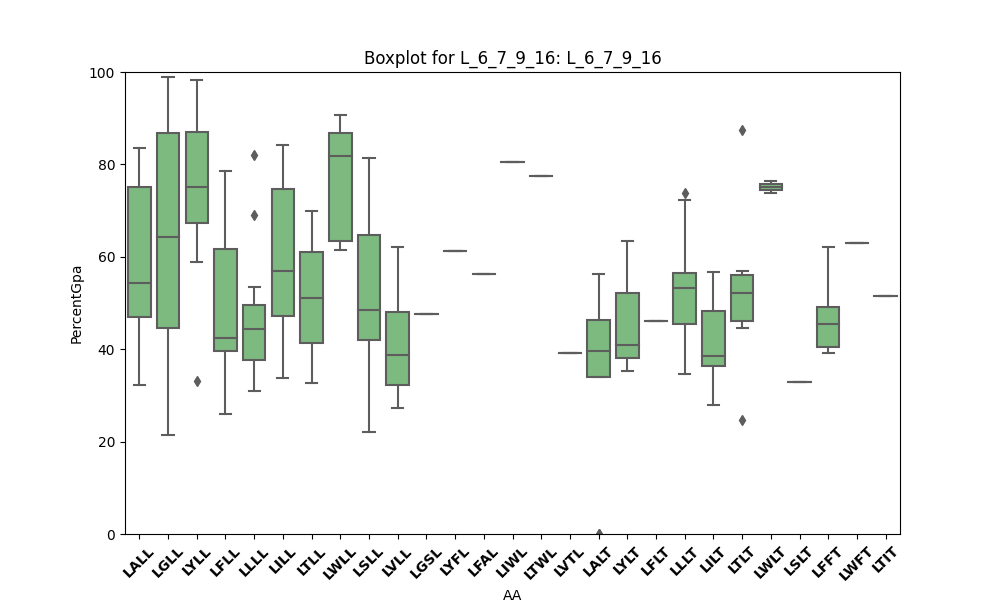 Boxplot for L_6_7_9_16: L_6_7_9_16
100
80
60
40
20
0
PercentGpa
LALL LGLL LYLL LFLL LLLL LILL LTLL LWLL LSLL LVLL LGSL LYFL LFAL LIWL LTWL LVTL LALT LYLT LFLT LLLT LILT LTLT LWLT LSLT LFFT LWFT LTIT
AA